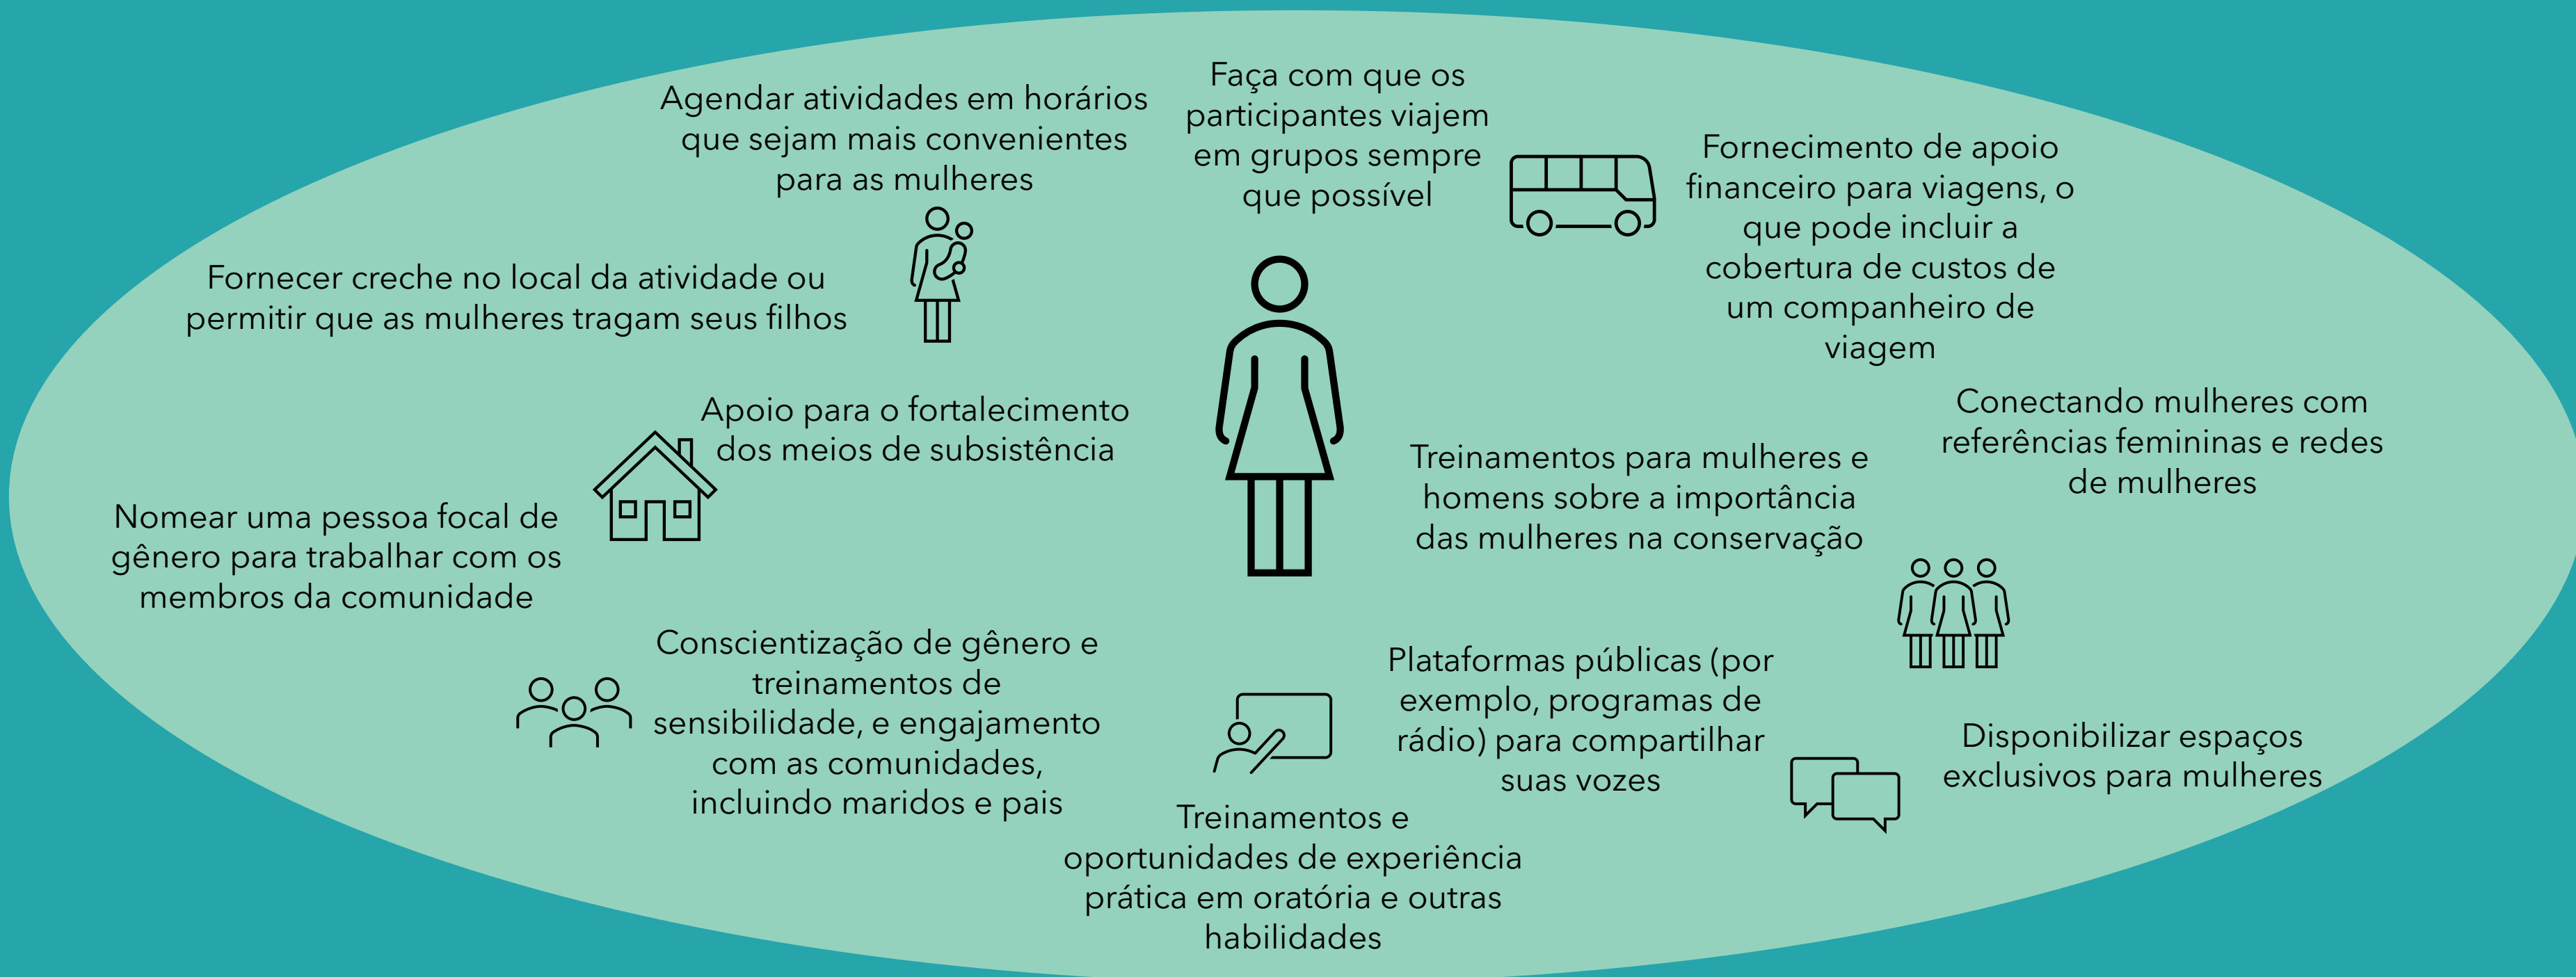 Agendar atividades em horários
que sejam mais convenientes
para as mulheres
Faça com que os
participantes viajem
em grupos sempre
que possível
Fornecimento de apoio
financeiro para viagens, o
que pode incluir a
cobertura de custos de
um companheiro de
viagem
Fornecer creche no local da atividade ou
permitir que as mulheres tragam seus filhos
Apoio para o fortalecimento
dos meios de subsistência
Conectando mulheres com
referências femininas e redes
de mulheres
Treinamentos para mulheres e
homens sobre a importância
das mulheres na conservação
Nomear uma pessoa focal de
gênero para trabalhar com os
membros da comunidade
Conscientização de gênero e
treinamentos de
sensibilidade, e engajamento
com as comunidades,
incluindo maridos e pais
Plataformas públicas (por
exemplo, programas de
rádio) para compartilhar
suas vozes
Disponibilizar espaços
exclusivos para mulheres
Treinamentos e
oportunidades de experiência
prática em oratória e outras
habilidades